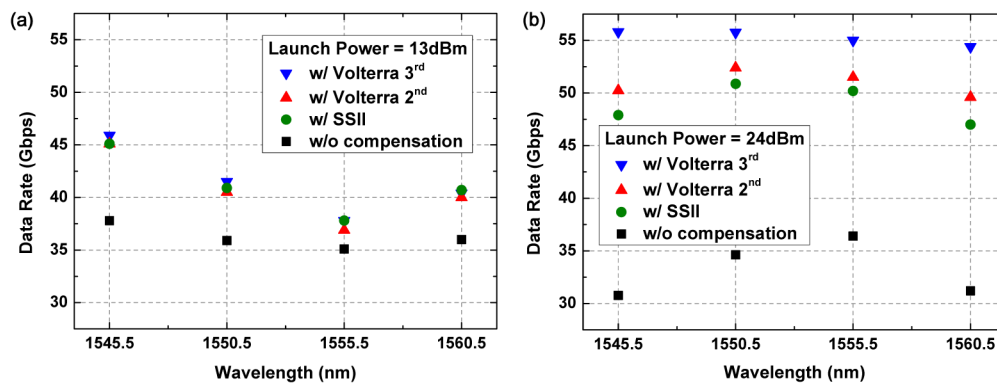 (a)
Data Rate (Gbps)
55
50
45
40
35
30
Launch Power = 13dBm
w/ Volterra 3rd
w/ Volterra 2nd
w/ SSII
w/o compensation
1545.5 1550.5 1555.5 1560.5
Wavelength (nm)
(b)
Data Rate (Gbps)
55
50
45
40
35
30
Launch Power = 24dBm
w/ Volterra 3rd
w/ Volterra 2nd
w/ SSII
w/o compensation
1545.5 1550.5 1555.5 1560.5
Wavelength (nm)